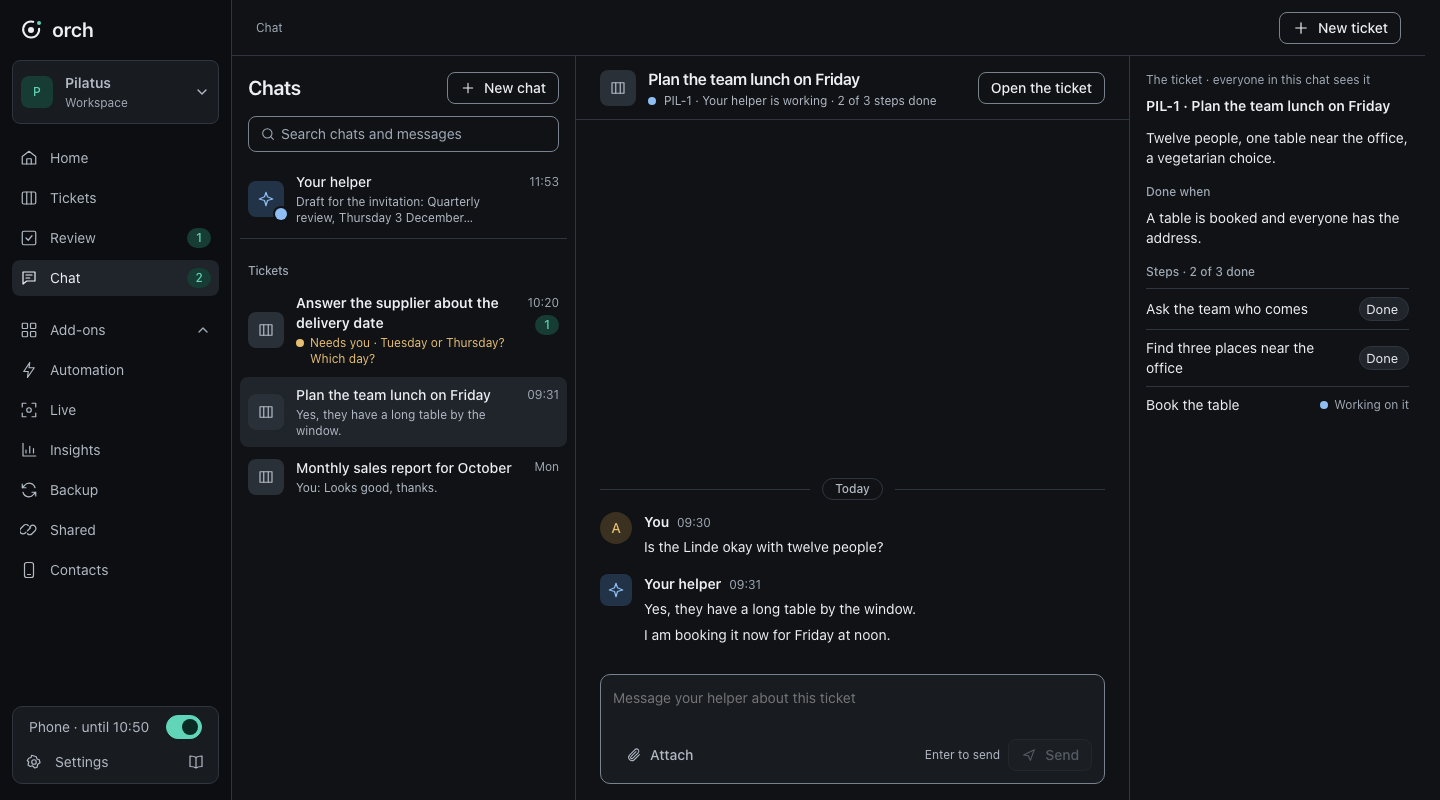 orch
P
Pilatus
Workspace
Home
Tickets
Review
1
Chat
2
Add-ons
Automation
Live
Insights
Backup
Shared
Contacts
Phone · until 10:50
Settings
Chat
New ticket
Chats
New chat
Search chats and messages
Your helper
11:53
Draft for the invitation: Quarterly
review, Thursday 3 December...
Tickets
Answer the supplier about the
delivery date
10:20
1
Needs you · Tuesday or Thursday?
Which day?
Plan the team lunch on Friday
09:31
Yes, they have a long table by the
window.
Monthly sales report for October
Mon
You: Looks good, thanks.
Plan the team lunch on Friday
PIL-1 · Your helper is working · 2 of 3 steps done
Open the ticket
Today
A
You 09:30
Is the Linde okay with twelve people?
Your helper 09:31
Yes, they have a long table by the window.
I am booking it now for Friday at noon.
Message your helper about this ticket
Attach
Enter to send
Send
The ticket · everyone in this chat sees it
PIL-1 · Plan the team lunch on Friday
Twelve people, one table near the office,
a vegetarian choice.
Done when
A table is booked and everyone has the
address.
Steps · 2 of 3 done
Ask the team who comes
Done
Find three places near the
office
Done
Book the table
Working on it